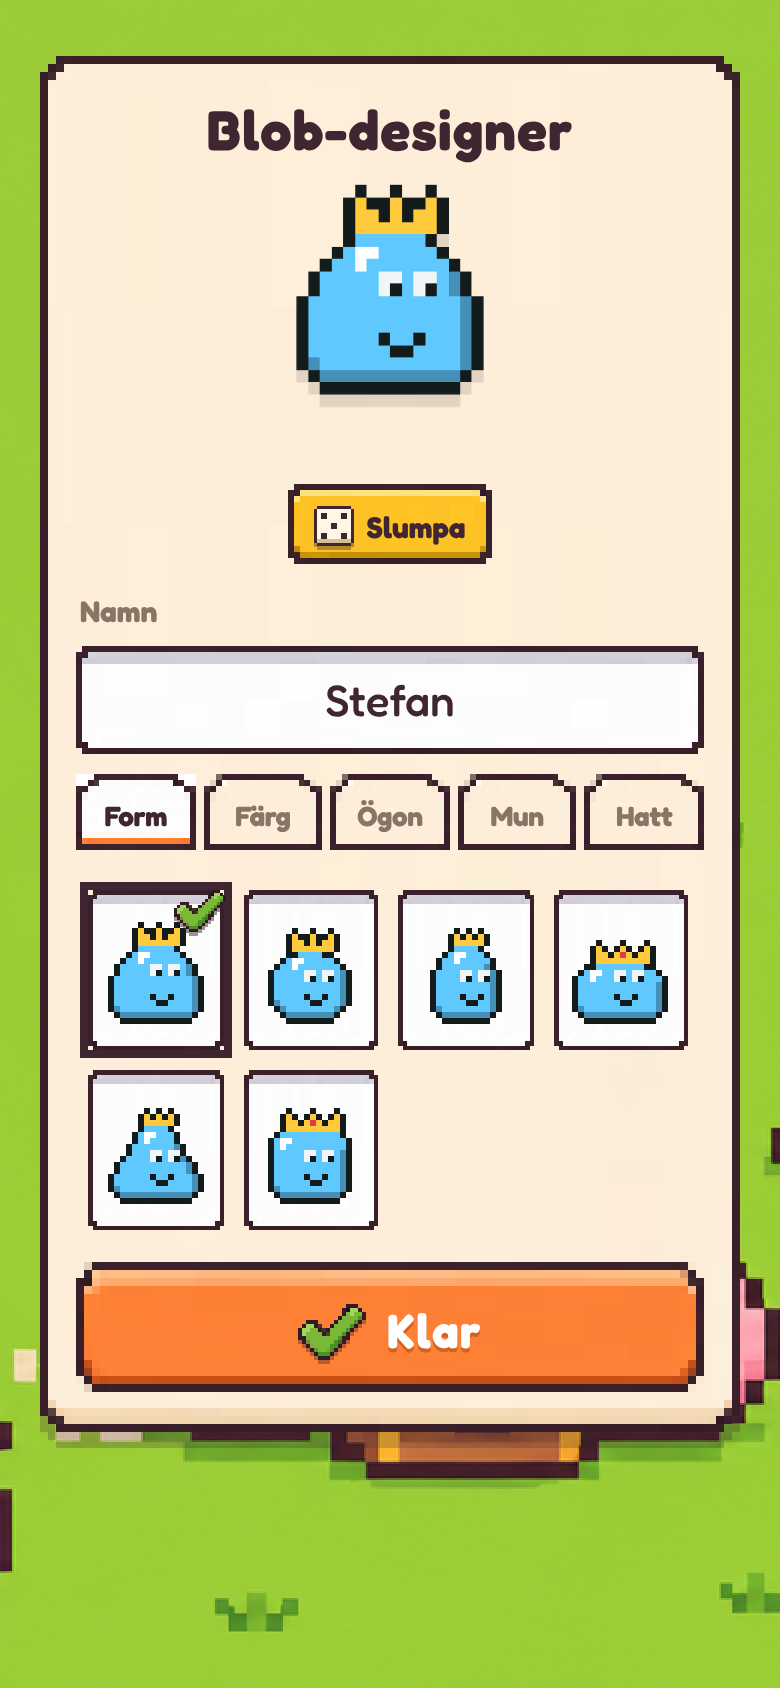 Blob-designer
Slumpa
Namn
Stefan
Form Färg Ögon Mun Hatt
Klar